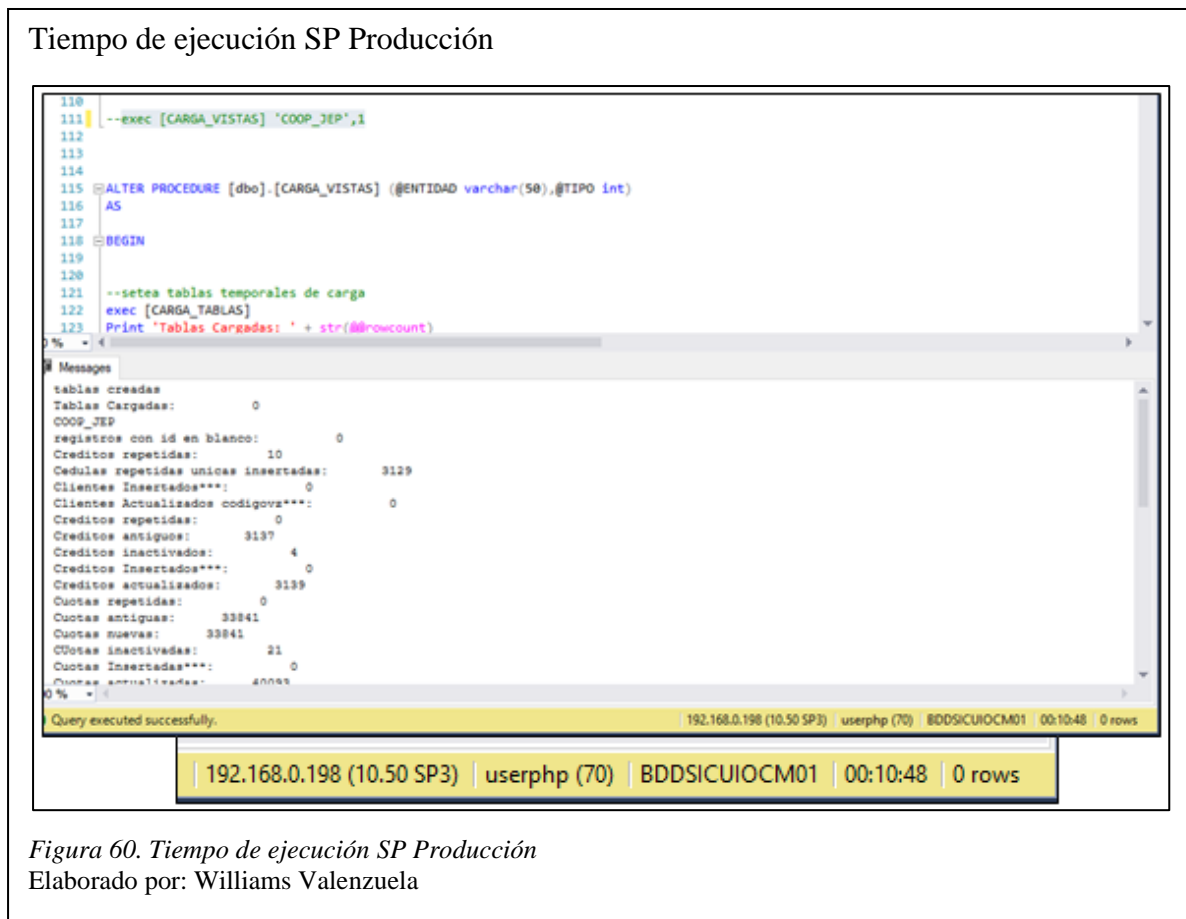 Tiempo de ejecución SP Producción
110
111 --exec [CARGA_VISTAS] 'COOP_JEP',1
112
113
114
115 ALTER PROCEDURE [dbo].[CARGA_VISTAS] (@ENTIDAD varchar(50),@TIPO int)
116 AS
117
118 BEGIN
119
120
121 --setea tablas temporales de carga
122 exec [CARGA_TABLAS]
123 Print 'Tablas Cargadas: ' + str(@@rowcount)
Messages
tablas creadas
Tablas Cargadas: 0
COOP_JEP
registros con id en blanco: 0
Creditos repetidas: 10
Cedulas repetidas unicas insertadas: 3129
Clientes Insertados***: 0
Clientes Actualizados codigovs***: 0
Creditos repetidas: 0
Creditos antiguos: 3137
Creditos inactivados: 4
Creditos Insertados***: 0
Creditos actualizados: 3139
Cuotas repetidas: 0
Cuotas antiguas: 33841
Cuotas nuevas: 33841
CUotas inactivadas: 21
Cuotas Insertadas***: 0
Cuotas actualizadas: 40093
Query executed successfully. 192.168.0.198 (10.50 SP3) userphp (70) BDDSICUIOCM01 00:10:48 0 rows
192.168.0.198 (10.50 SP3) userphp (70) BDDSICUIOCM01 00:10:48 0 rows
Figura 60. Tiempo de ejecución SP Producción
Elaborado por: Williams Valenzuela